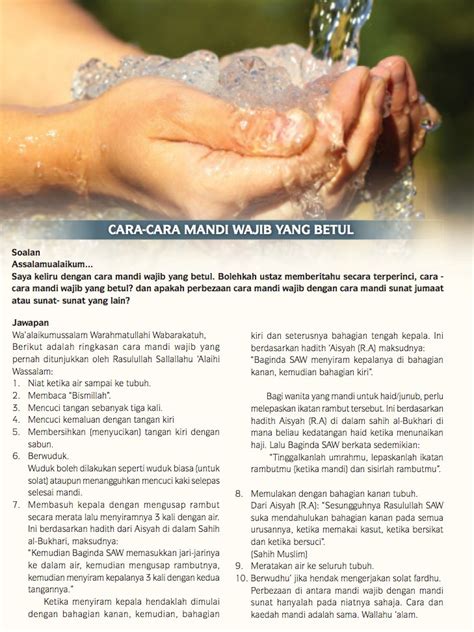 CARA-CARA MANDI WAJIB YANG BETUL
Soalan
Assalamualaikum...
Saya keliru dengan cara mandi wajib yang betul. Bolehkah ustaz memberitahu secara terperinci, cara -
cara mandi wajib yang betul? dan apakah perbezaan cara mandi wajib dengan cara mandi sunat jumaat
atau sunat- sunat yang lain?
Jawapan
Wa'alaikumussalam Warahmatullahi Wabarakatuh,
Berikut adalah ringkasan cara mandi wajib yang
pernah ditunjukkan oleh Rasulullah Sallallahu 'Alaihi
Wassalam:
1. Niat ketika air sampai ke tubuh.
2. Membaca "Bismillah".
3. Mencuci tangan sebanyak tiga kali.
4. Mencuci kemaluan dengan tangan kiri
5. Membersihkan (menyucikan) tangan kiri dengan
sabun.
6. Berwuduk.
Wuduk boleh dilakukan seperti wuduk biasa (untuk
solat) ataupun menangguhkan mencuci kaki selepas
selesai mandi.
7. Membasuh kepala dengan mengusap rambut
secara merata lalu menyiramnya 3 kali dengan air.
Ini berdasarkan hadith dari Aisyah di dalam Sahih
al-Bukhari, maksudnya:
"Kemudian Baginda SAW memasukkan jari-jarinya
ke dalam air, kemudian mengusap rambutnya,
kemudian menyiram kepalanya 3 kali dengan kedua
tangannya."
Ketika menyiram kepala hendaklah dimulai
dengan bahagian kanan, kemudian, bahagian
kiri dan seterusnya bahagian tengah kepala. Ini
berdasarkan hadith 'Aisyah (R.A) maksudnya:
"Baginda SAW menyiram kepalanya di bahagian
kanan, kemudian bahagian kiri".
Bagi wanita yang mandi untuk haid/junub, perlu
melepaskan ikatan rambut tersebut. Ini berdasarkan
hadith 'Aisyah (R.A) di dalam sahih al-Bukhari di
mana beliau kedatangan haid ketika menunaikan
haji. Lalu Baginda SAW berkata sedemikian:
"Tinggalkanlah umrahmu, lepaskanlah ikatan
rambutmu (ketika mandi) dan sisirlah rambutmu".
8. Memulakan dengan bahagian kanan tubuh.
Dari Aisyah (R.A): "Sesungguhnya Rasulullah SAW
suka mendahulukan bahagian kanan pada semua
urusannya, ketika memakai kasut, ketika bersikat
dan ketika bersuci".
(Sahih Muslim)
9. Meratakan air ke seluruh tubuh.
10. Berwudhu' jika hendak mengerjakan solat fardhu.
Perbezaan di antara mandi wajib dengan mandi
sunat hanyalah pada niatnya sahaja. Cara dan
kaedah mandi adalah sama. Wallahu 'alam.